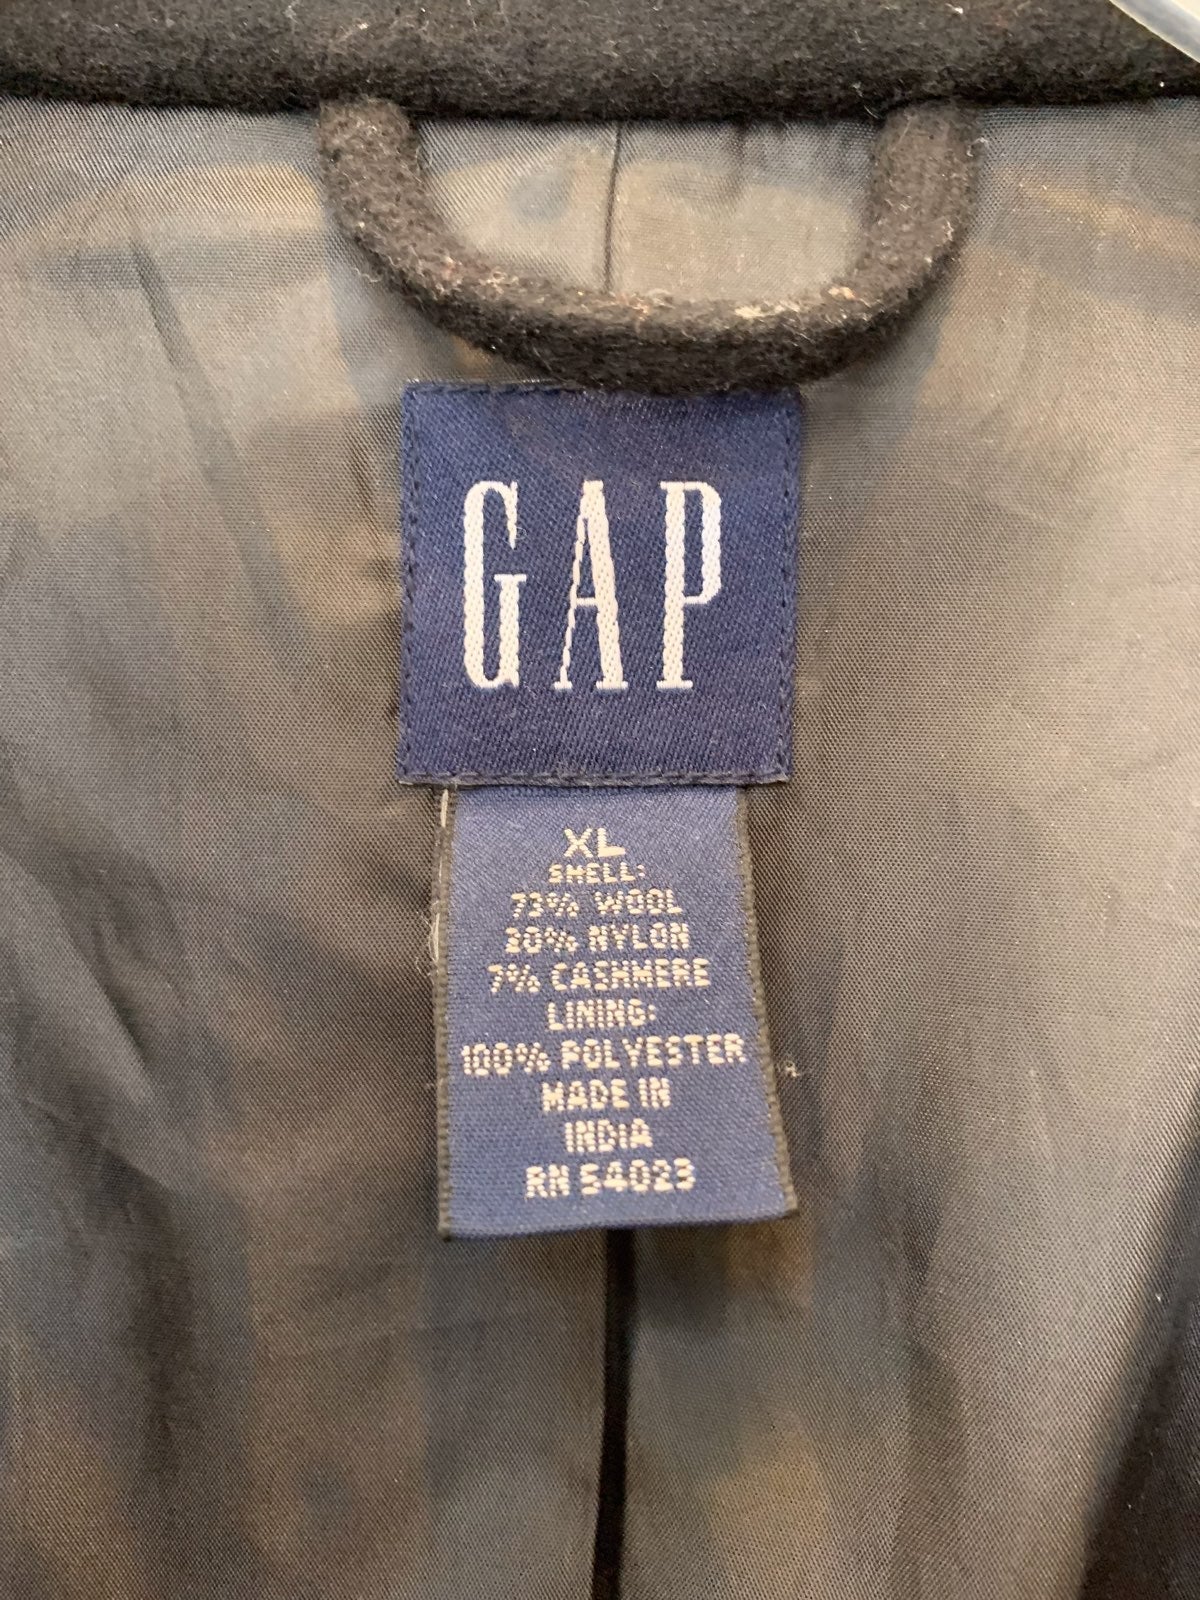 GAP
XL
SHELL:
73% WOOL
20% NYLON
7% CASHMERE
LINING:
100% POLYESTER
MADE IN
INDIA
RN 54023